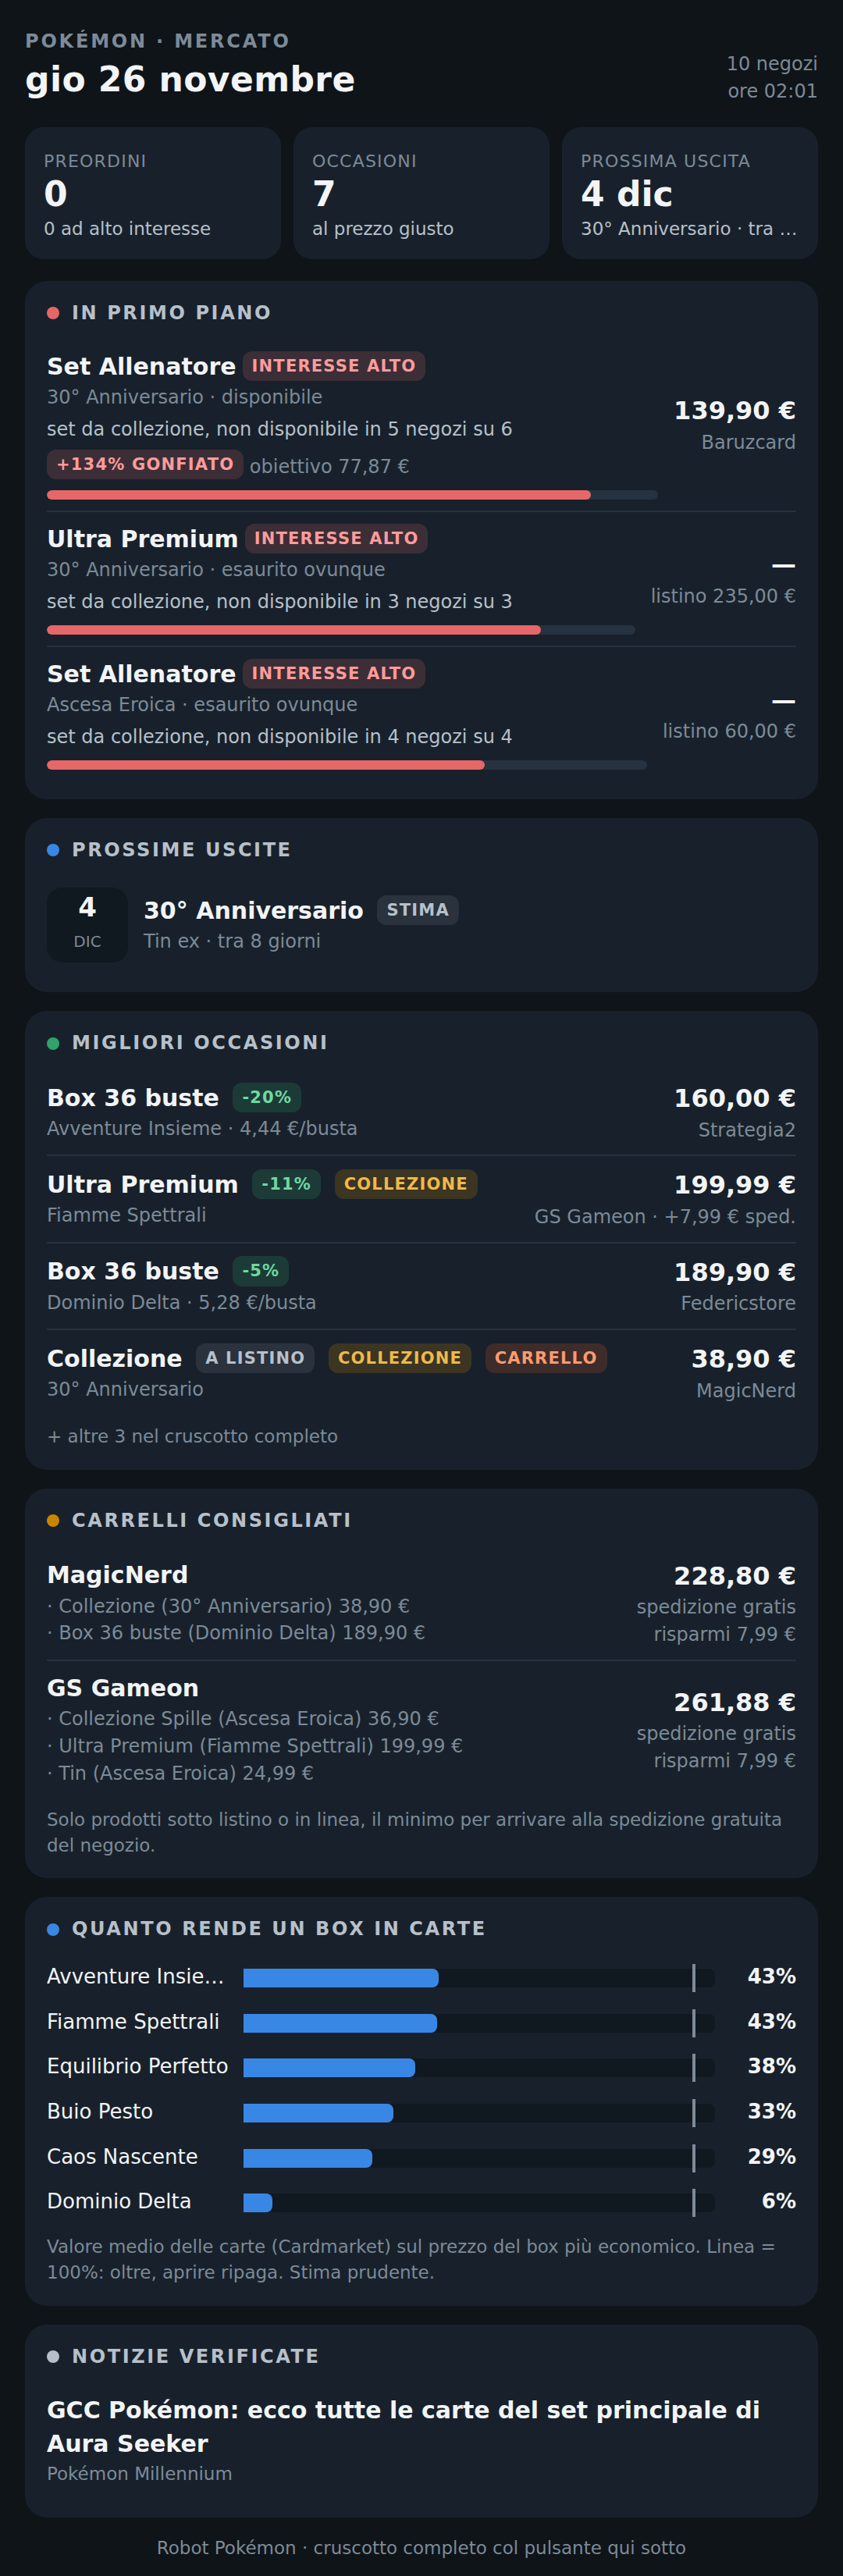 POKÉMON · MERCATO
gio 26 novembre
10 negozi
ore 02:01
PREORDINI
0
0 ad alto interesse
OCCASIONI
7
al prezzo giusto
PROSSIMA USCITA
4 dic
30° Anniversario · tra …
IN PRIMO PIANO
Set Allenatore INTERESSE ALTO
30° Anniversario · disponibile
set da collezione, non disponibile in 5 negozi su 6
+134% GONFIATO obiettivo 77,87 €
139,90 €
Baruzcard
Ultra Premium INTERESSE ALTO
30° Anniversario · esaurito ovunque
set da collezione, non disponibile in 3 negozi su 3
—
listino 235,00 €
Set Allenatore INTERESSE ALTO
Ascesa Eroica · esaurito ovunque
set da collezione, non disponibile in 4 negozi su 4
—
listino 60,00 €
PROSSIME USCITE
4
DIC
30° Anniversario STIMA
Tin ex · tra 8 giorni
MIGLIORI OCCASIONI
Box 36 buste -20%
Avventure Insieme · 4,44 €/busta
160,00 €
Strategia2
Ultra Premium -11% COLLEZIONE
Fiamme Spettrali
199,99 €
GS Gameon · +7,99 € sped.
Box 36 buste -5%
Dominio Delta · 5,28 €/busta
189,90 €
Federicstore
Collezione A LISTINO COLLEZIONE CARRELLO
30° Anniversario
38,90 €
MagicNerd
+ altre 3 nel cruscotto completo
CARRELLI CONSIGLIATI
MagicNerd
· Collezione (30° Anniversario) 38,90 €
· Box 36 buste (Dominio Delta) 189,90 €
228,80 €
spedizione gratis
risparmi 7,99 €
GS Gameon
· Collezione Spille (Ascesa Eroica) 36,90 €
· Ultra Premium (Fiamme Spettrali) 199,99 €
· Tin (Ascesa Eroica) 24,99 €
261,88 €
spedizione gratis
risparmi 7,99 €
Solo prodotti sotto listino o in linea, il minimo per arrivare alla spedizione gratuita
del negozio.
QUANTO RENDE UN BOX IN CARTE
Avventure Insie… 43%
Fiamme Spettrali 43%
Equilibrio Perfetto 38%
Buio Pesto 33%
Caos Nascente 29%
Dominio Delta 6%
Valore medio delle carte (Cardmarket) sul prezzo del box più economico. Linea =
100%: oltre, aprire ripaga. Stima prudente.
NOTIZIE VERIFICATE
GCC Pokémon: ecco tutte le carte del set principale di
Aura Seeker
Pokémon Millennium
Robot Pokémon · cruscotto completo col pulsante qui sotto